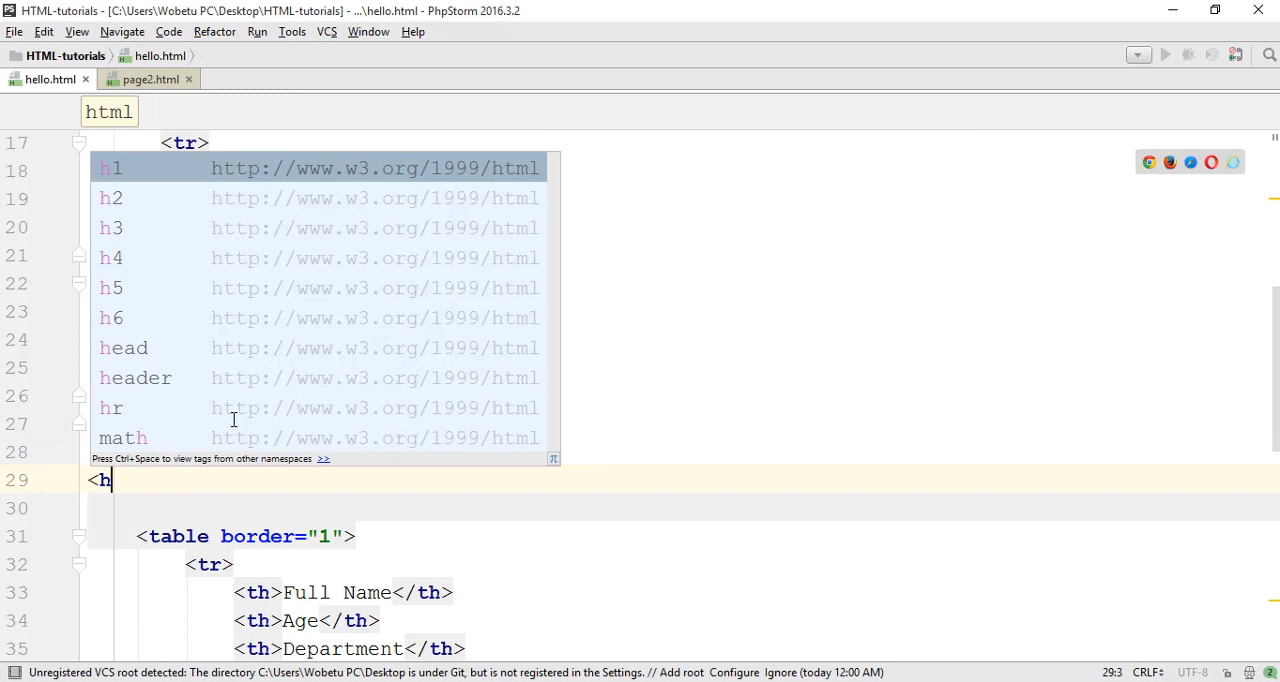 HTML-tutorials - [C:\Users\Wobetu PC\Desktop\HTML-tutorials] - ...\hello.html - PhpStorm 2016.3.2
File Edit View Navigate Code Refactor Run Tools VCS Window Help
HTML-tutorials hello.html
hello.html page2.html
html
17 <tr>
18 h1 http://www.w3.org/1999/html
19 h2 http://www.w3.org/1999/html
20 h3 http://www.w3.org/1999/html
21 h4 http://www.w3.org/1999/html
22 h5 http://www.w3.org/1999/html
23 h6 http://www.w3.org/1999/html
24 head http://www.w3.org/1999/html
25 header http://www.w3.org/1999/html
26 hr http://www.w3.org/1999/html
27 math http://www.w3.org/1999/html
28 Press Ctrl+Space to view tags from other namespaces >> π
29 <h
30
31 <table border="1">
32 <tr>
33 <th>Full Name</th>
34 <th>Age</th>
35 <th>Department</th>
Unregistered VCS root detected: The directory C:\Users\Wobetu PC\Desktop is under Git, but is not registered in the Settings. // Add root Configure Ignore (today 12:00 AM) 29:3 CRLF UTF-8 2